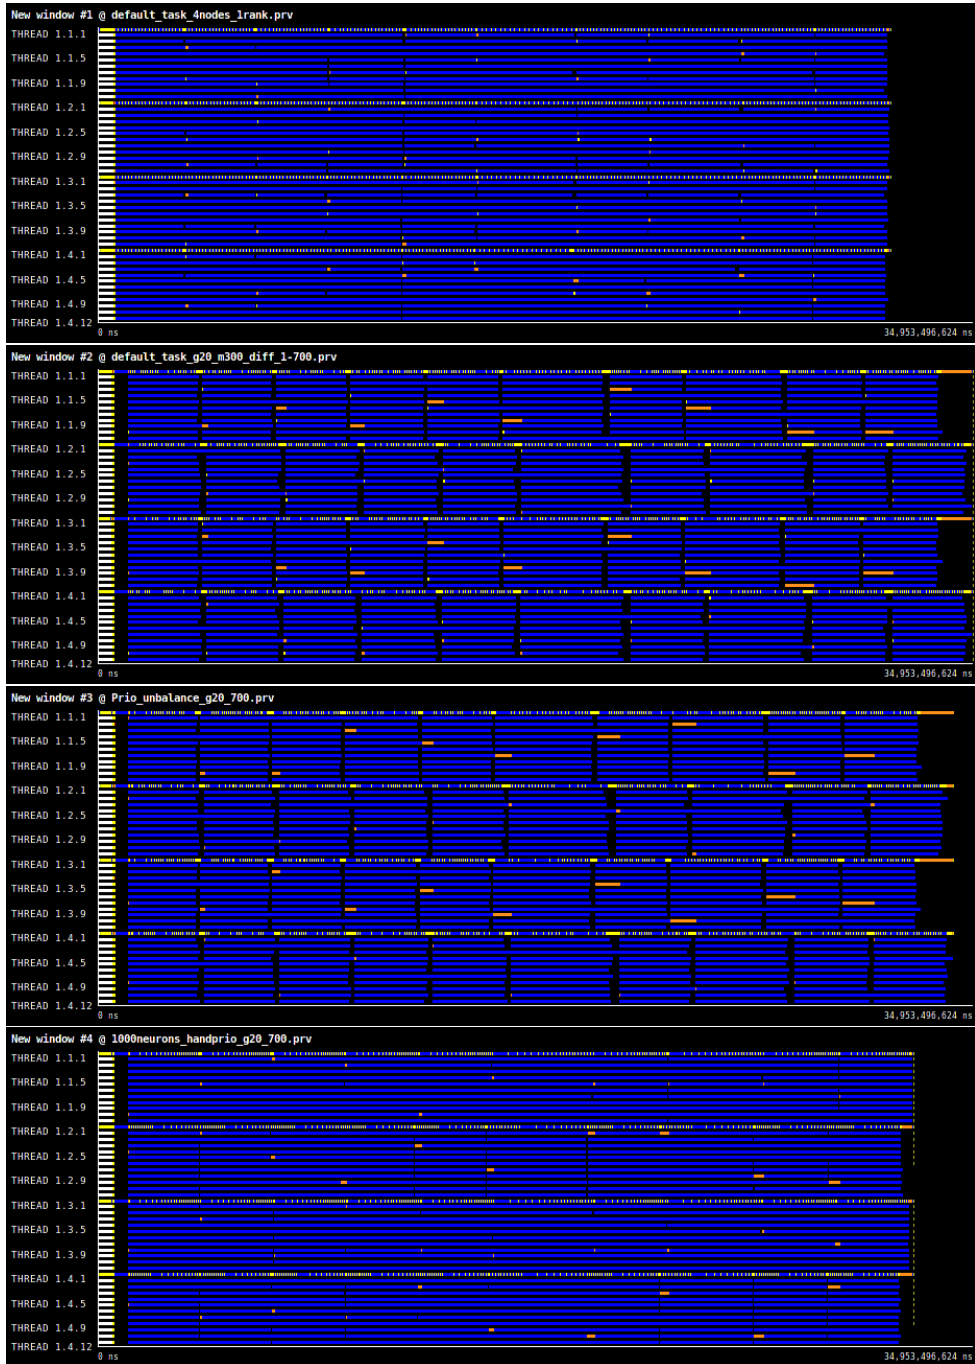 New window #1 @ default_task_4nodes_1rank.prv
THREAD 1.1.1
THREAD 1.1.5
THREAD 1.1.9
THREAD 1.2.1
THREAD 1.2.5
THREAD 1.2.9
THREAD 1.3.1
THREAD 1.3.5
THREAD 1.3.9
THREAD 1.4.1
THREAD 1.4.5
THREAD 1.4.9
THREAD 1.4.12
0 ns 34,953,496,624 ns
New window #2 @ default_task_g20_m300_diff_1-700.prv
THREAD 1.1.1
THREAD 1.1.5
THREAD 1.1.9
THREAD 1.2.1
THREAD 1.2.5
THREAD 1.2.9
THREAD 1.3.1
THREAD 1.3.5
THREAD 1.3.9
THREAD 1.4.1
THREAD 1.4.5
THREAD 1.4.9
THREAD 1.4.12
0 ns 34,953,496,624 ns
New window #3 @ Prio_unbalance_g20_700.prv
THREAD 1.1.1
THREAD 1.1.5
THREAD 1.1.9
THREAD 1.2.1
THREAD 1.2.5
THREAD 1.2.9
THREAD 1.3.1
THREAD 1.3.5
THREAD 1.3.9
THREAD 1.4.1
THREAD 1.4.5
THREAD 1.4.9
THREAD 1.4.12
0 ns 34,953,496,624 ns
New window #4 @ 1000neurons_handprio_g20_700.prv
THREAD 1.1.1
THREAD 1.1.5
THREAD 1.1.9
THREAD 1.2.1
THREAD 1.2.5
THREAD 1.2.9
THREAD 1.3.1
THREAD 1.3.5
THREAD 1.3.9
THREAD 1.4.1
THREAD 1.4.5
THREAD 1.4.9
THREAD 1.4.12
0 ns 34,953,496,624 ns